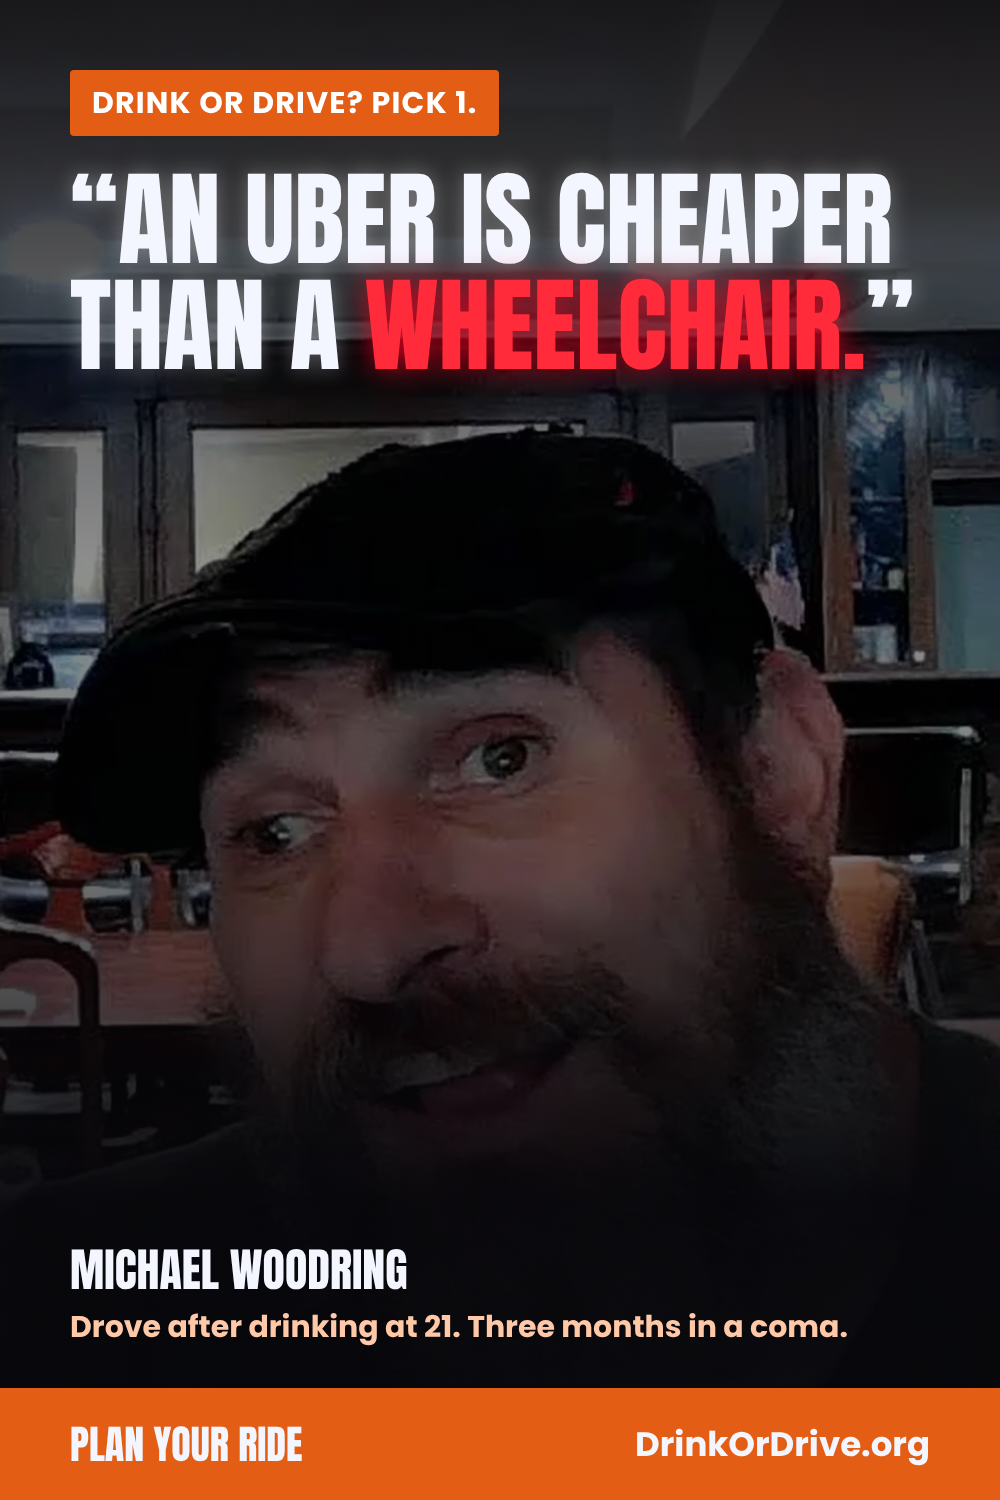 DRINK OR DRIVE? PICK 1.
“AN UBER IS CHEAPER
THAN A WHEELCHAIR.”
MICHAEL WOODRING
Drove after drinking at 21. Three months in a coma.
PLAN YOUR RIDE
DrinkOrDrive.org